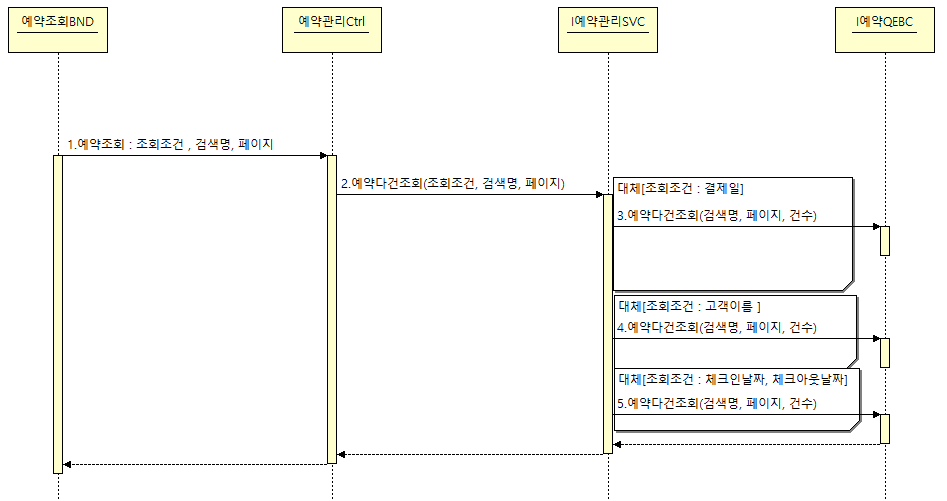 예약조회BND
예약관리Ctrl
I예약관리SVC
I예약QEBC
1.예약조회 : 조회조건 , 검색명, 페이지
2.예약다건조회(조회조건, 검색명, 페이지)
대체[조회조건 : 결제일]
3.예약다건조회(검색명, 페이지, 건수)
대체[조회조건 : 고객이름 ]
4.예약다건조회(검색명, 페이지, 건수)
대체[조회조건 : 체크인날짜, 체크아웃날짜]
5.예약다건조회(검색명, 페이지, 건수)